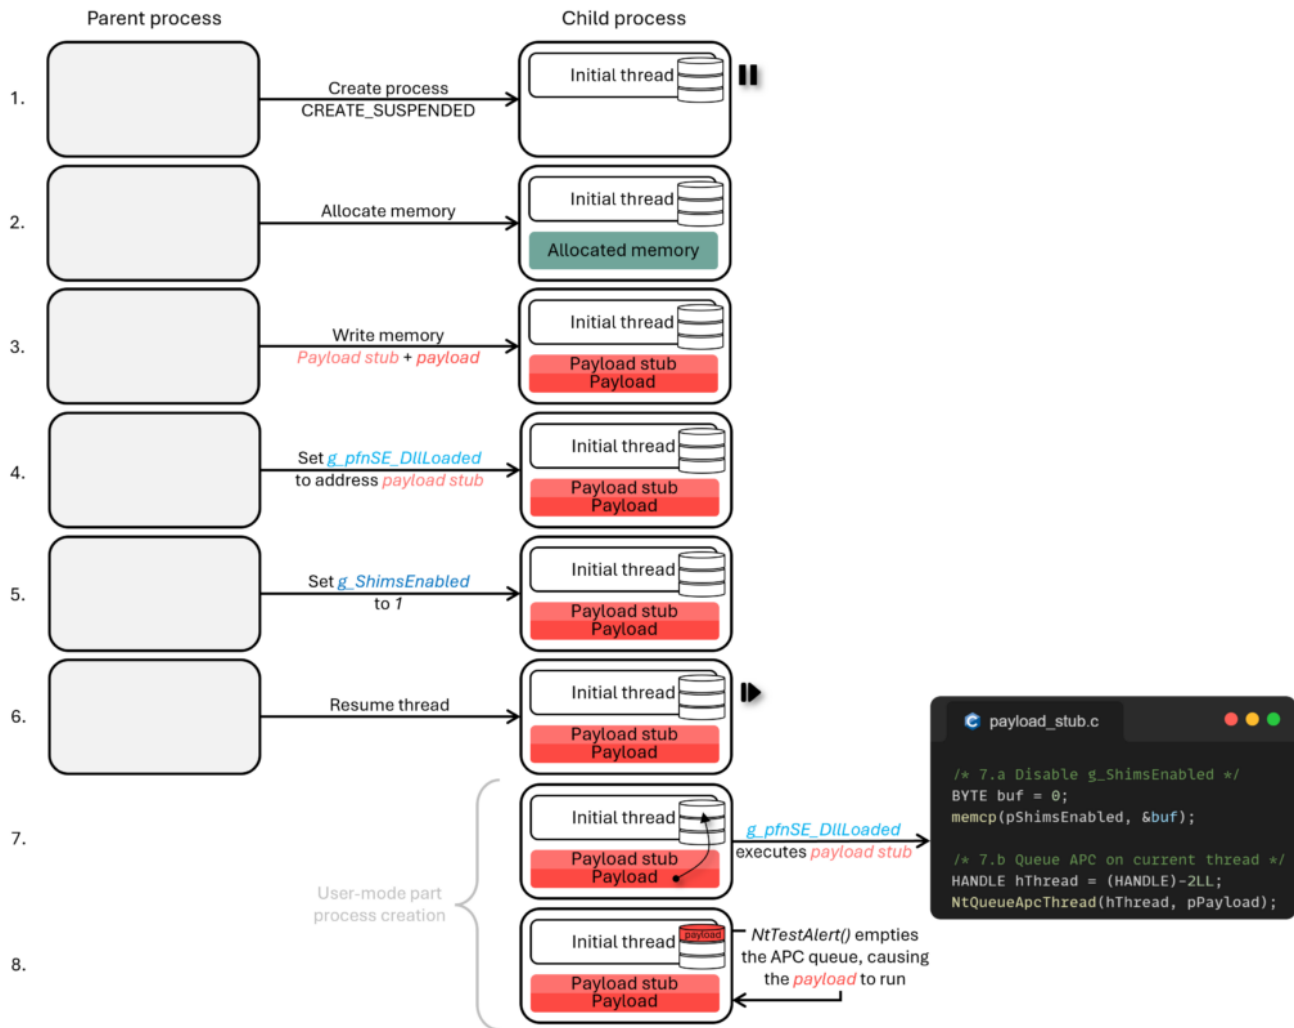 Parent process
Child process
1.
Create process
CREATE_SUSPENDED
Initial thread
2.
Allocate memory
Initial thread
Allocated memory
3.
Write memory
Payload stub + payload
Initial thread
Payload stub
Payload
4.
Set g_pfnSE_DllLoaded
to address payload stub
Initial thread
Payload stub
Payload
5.
Set g_ShimsEnabled
to 1
Initial thread
Payload stub
Payload
6.
Resume thread
Initial thread
Payload stub
Payload
7.
Initial thread
Payload stub
Payload
g_pfnSE_DllLoaded
executes payload stub
payload_stub.c
/* 7.a Disable g_ShimsEnabled */
BYTE buf = 0;
memcp(pShimsEnabled, &buf);
/* 7.b Queue APC on current thread */
HANDLE hThread = (HANDLE)-2LL;
NtQueueApcThread(hThread, pPayload);
User-mode part
process creation
8.
Initial thread
payload
Payload stub
Payload
NtTestAlert() empties
the APC queue, causing
the payload to run